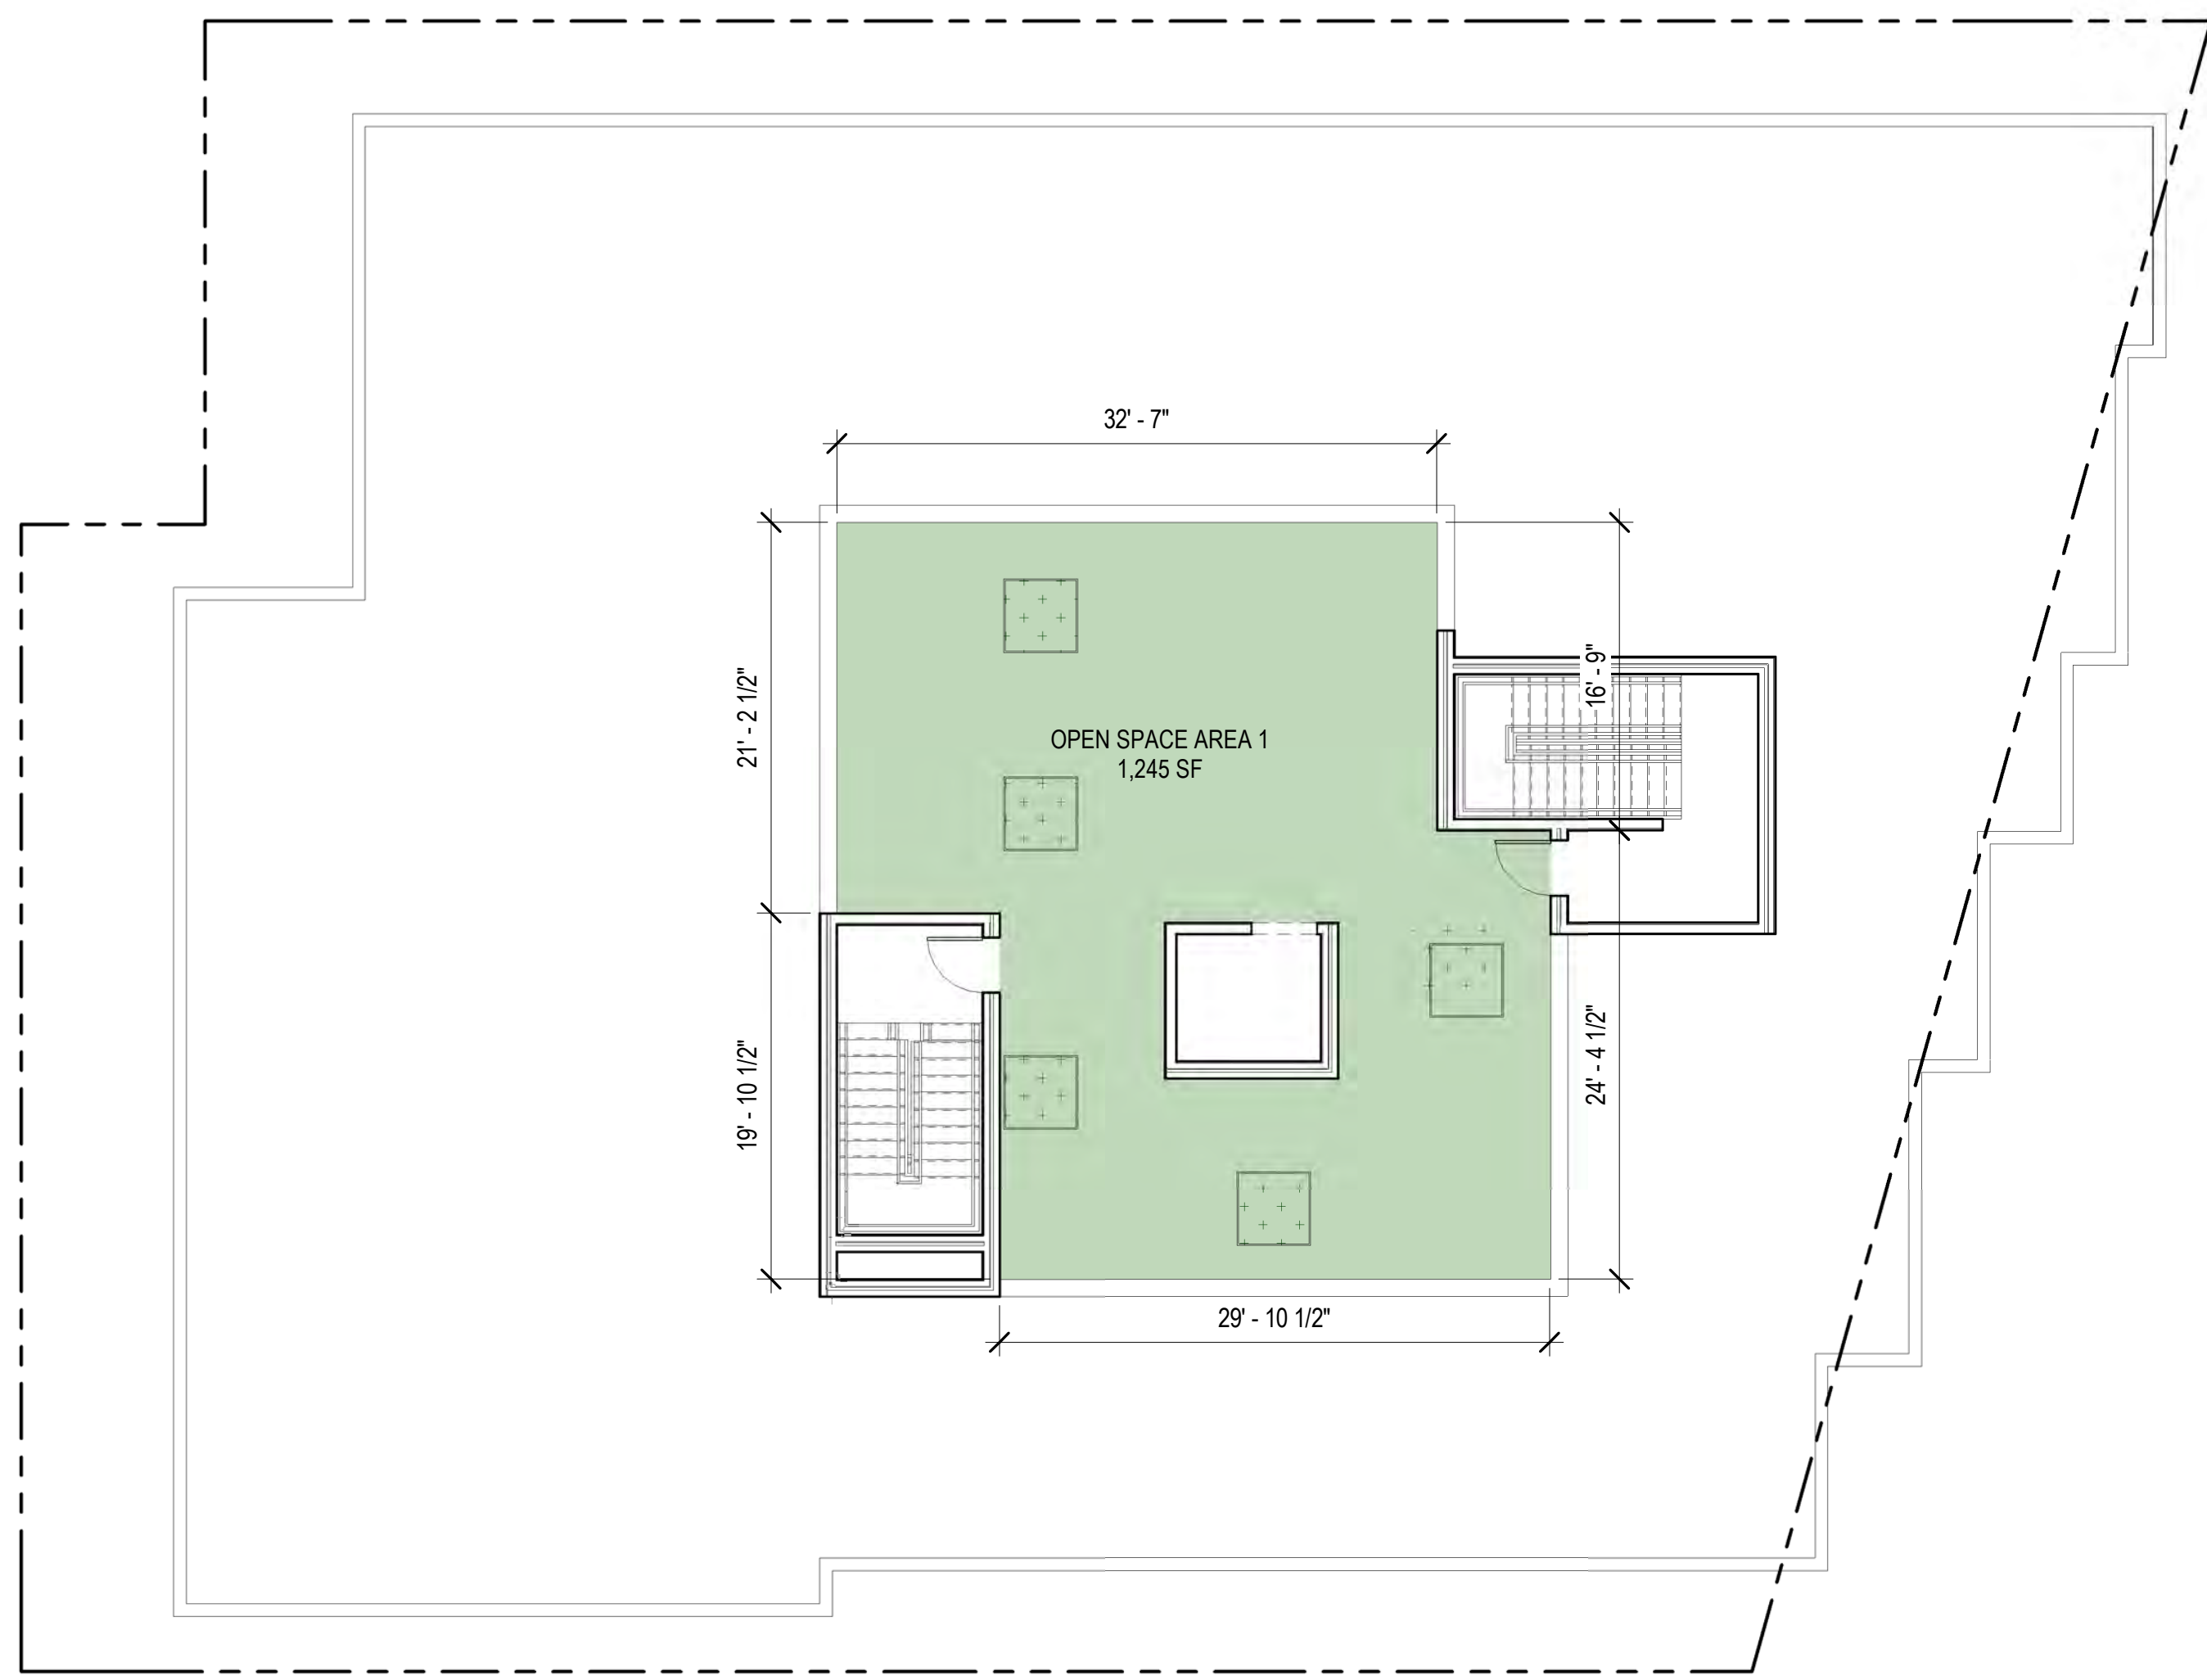 32' - 7"
21' - 2 1/2"
16' - 9"
OPEN SPACE AREA 1
1,245 SF
19' - 10 1/2"
24' - 4 1/2"
29' - 10 1/2"